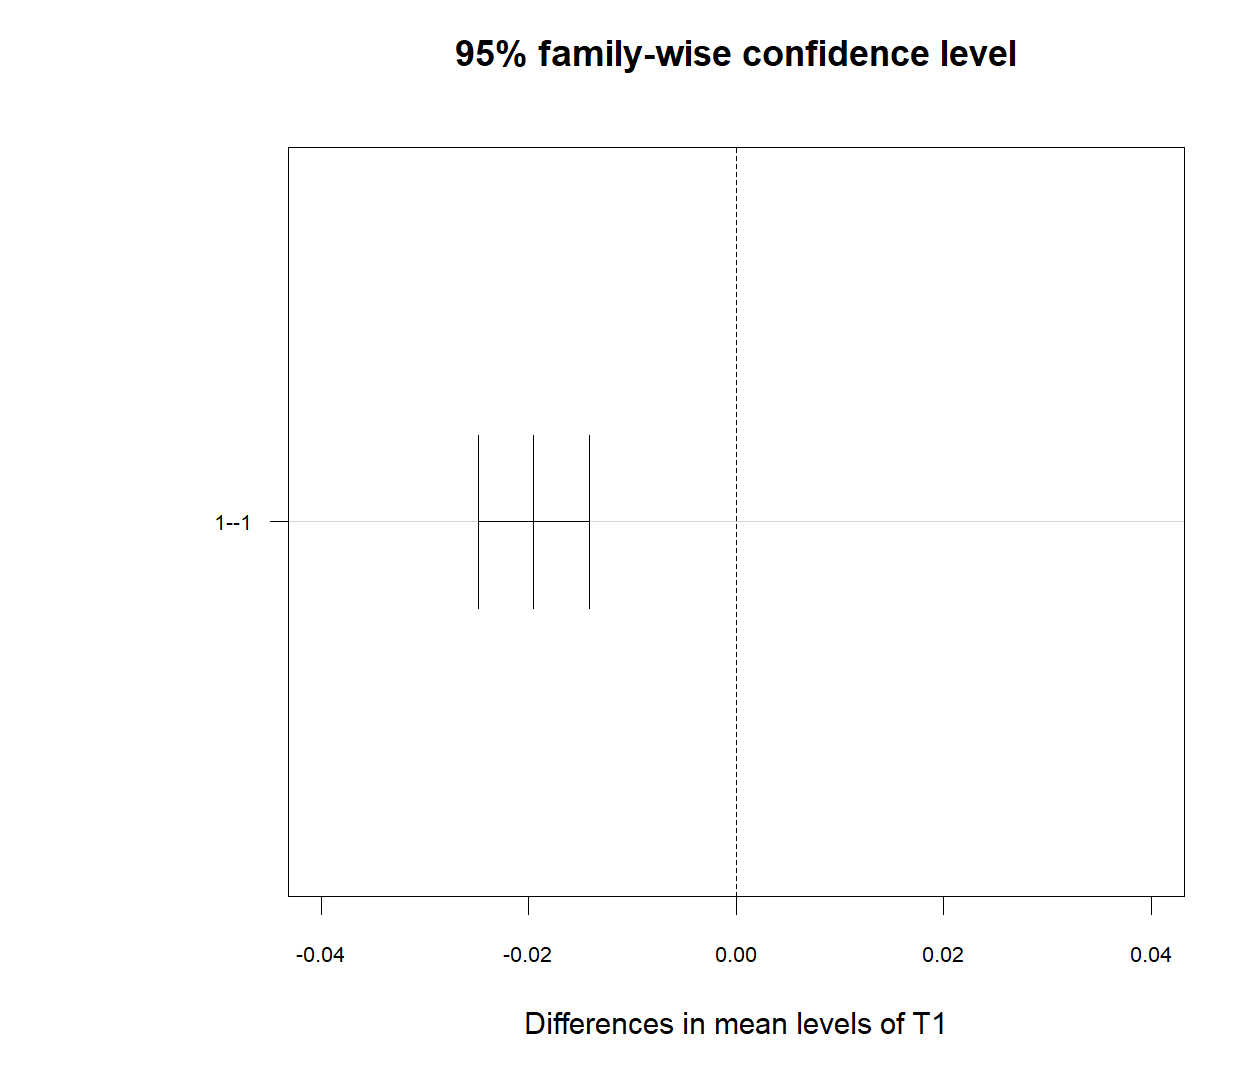 95% family-wise confidence level
1--1
-0.04 -0.02 0.00 0.02 0.04
Differences in mean levels of T1